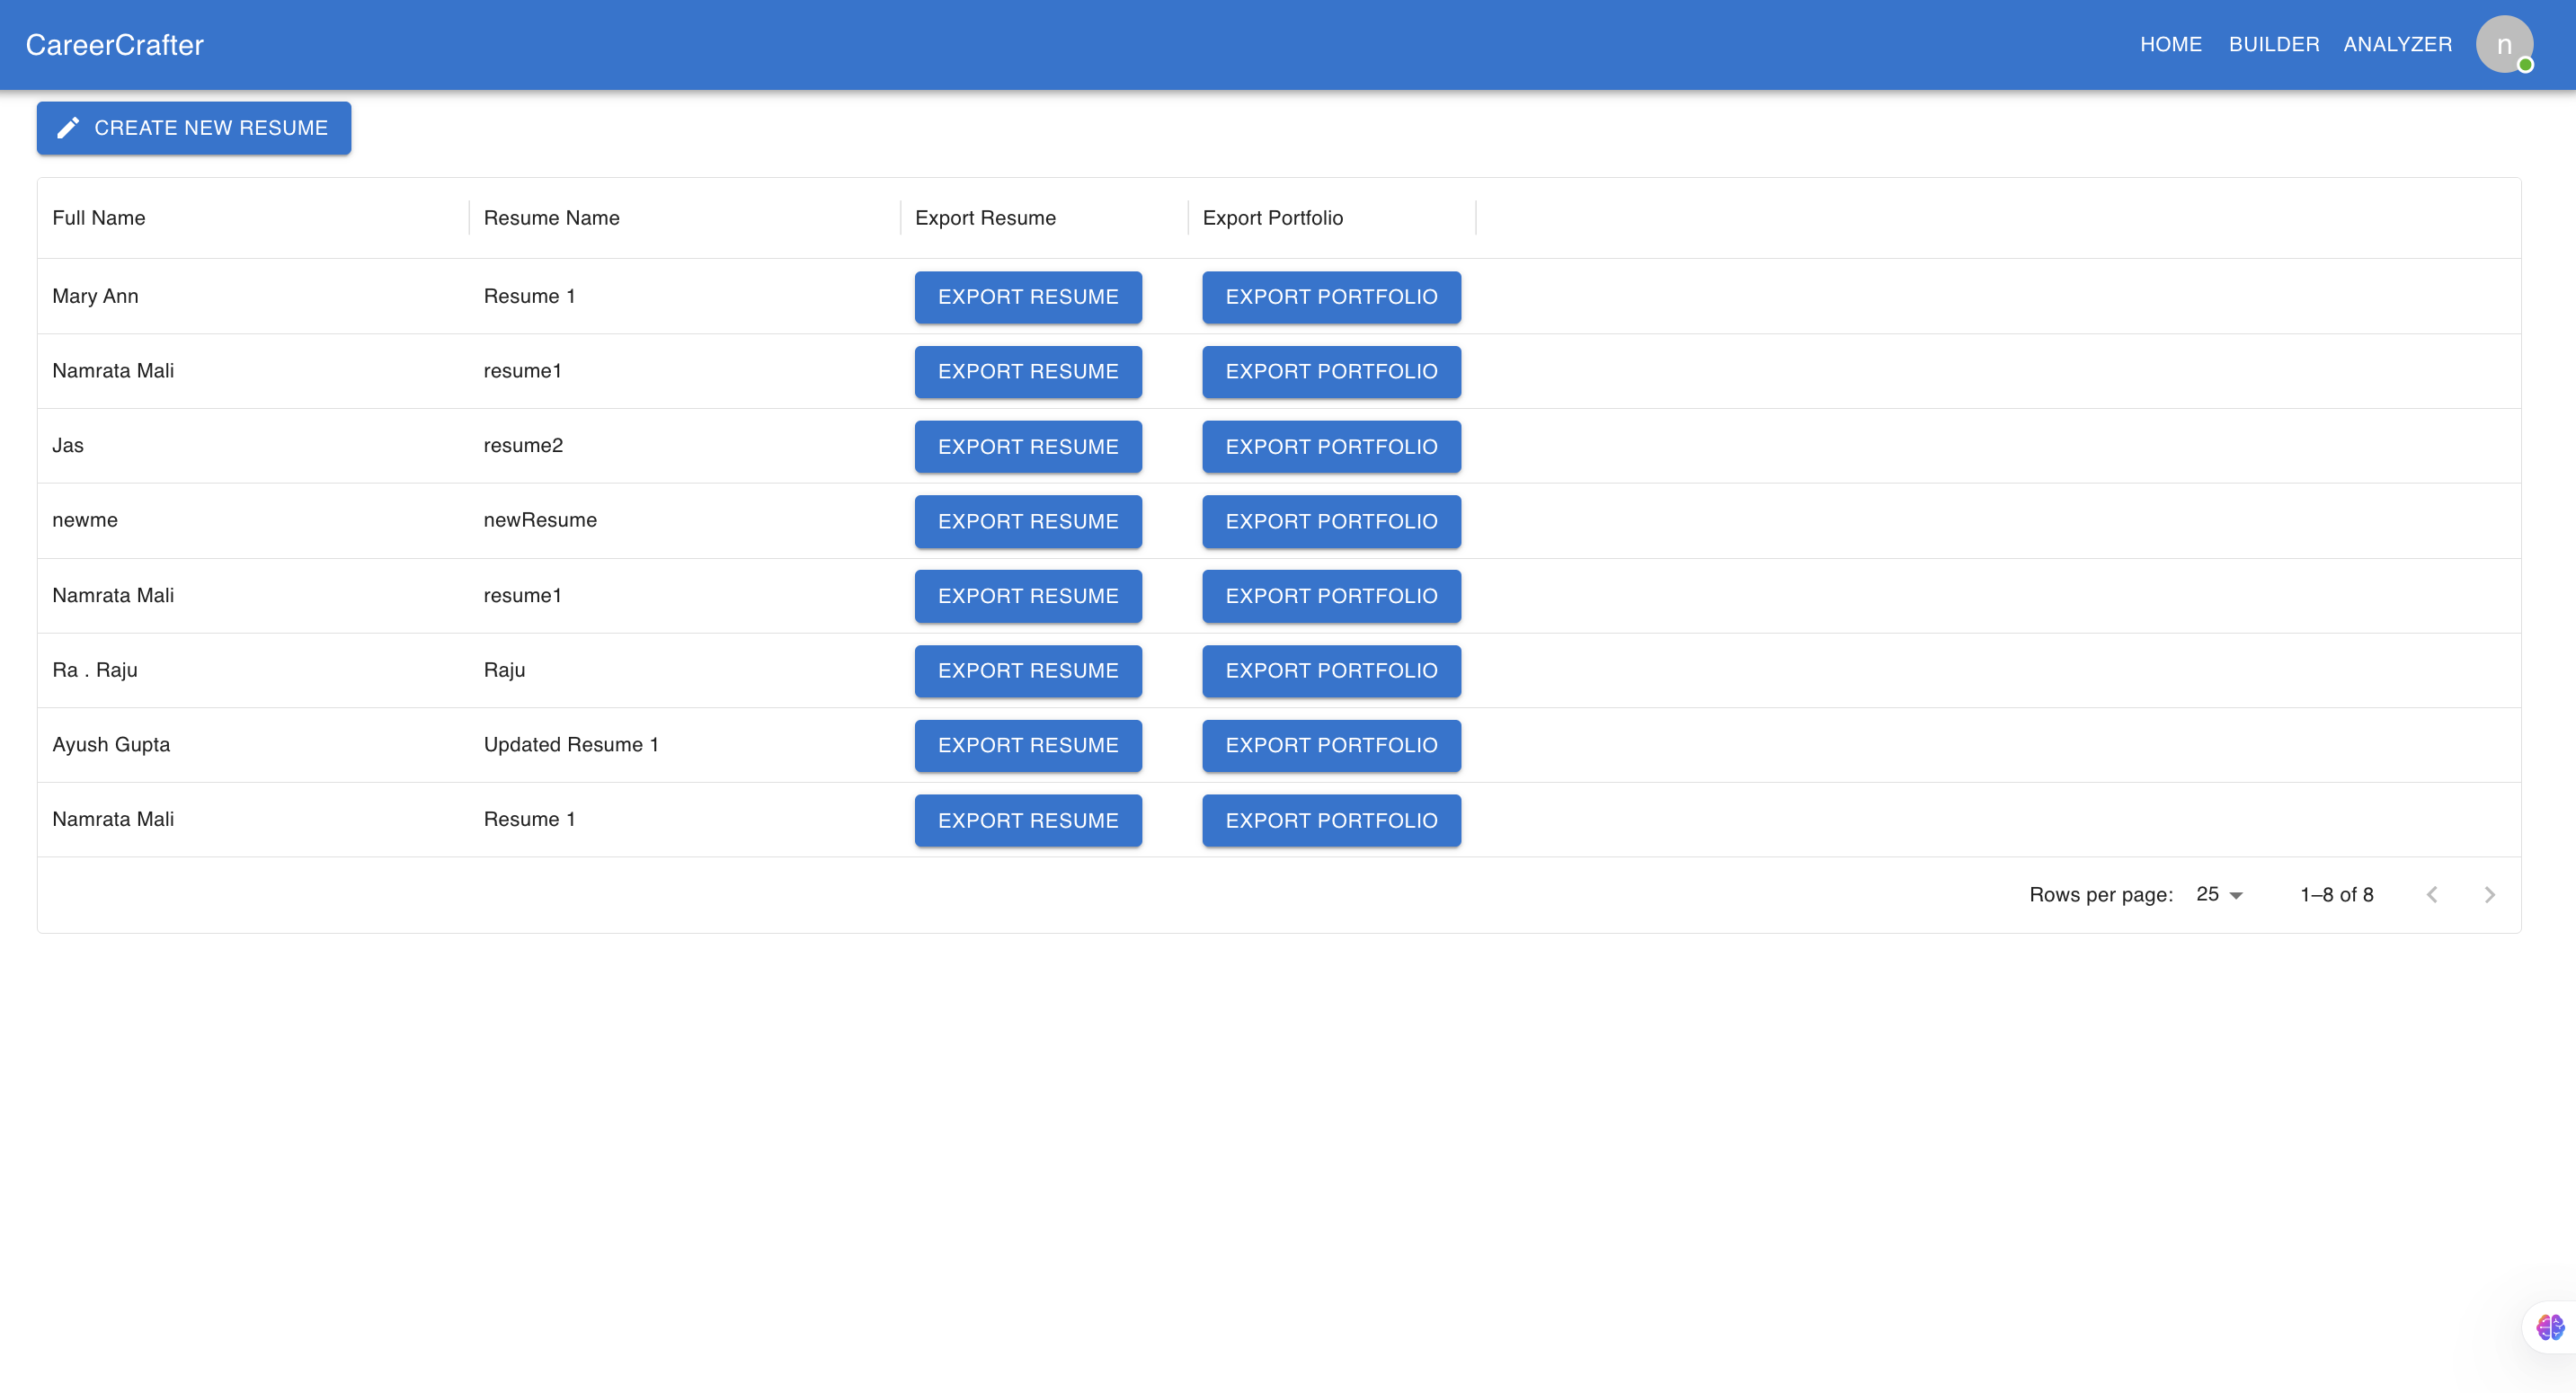 CareerCrafter HOME BUILDER ANALYZER n
CREATE NEW RESUME
Full Name Resume Name Export Resume Export Portfolio
Mary Ann Resume 1 EXPORT RESUME EXPORT PORTFOLIO
Namrata Mali resume1 EXPORT RESUME EXPORT PORTFOLIO
Jas resume2 EXPORT RESUME EXPORT PORTFOLIO
newme newResume EXPORT RESUME EXPORT PORTFOLIO
Namrata Mali resume1 EXPORT RESUME EXPORT PORTFOLIO
Ra . Raju Raju EXPORT RESUME EXPORT PORTFOLIO
Ayush Gupta Updated Resume 1 EXPORT RESUME EXPORT PORTFOLIO
Namrata Mali Resume 1 EXPORT RESUME EXPORT PORTFOLIO
Rows per page: 25 1–8 of 8